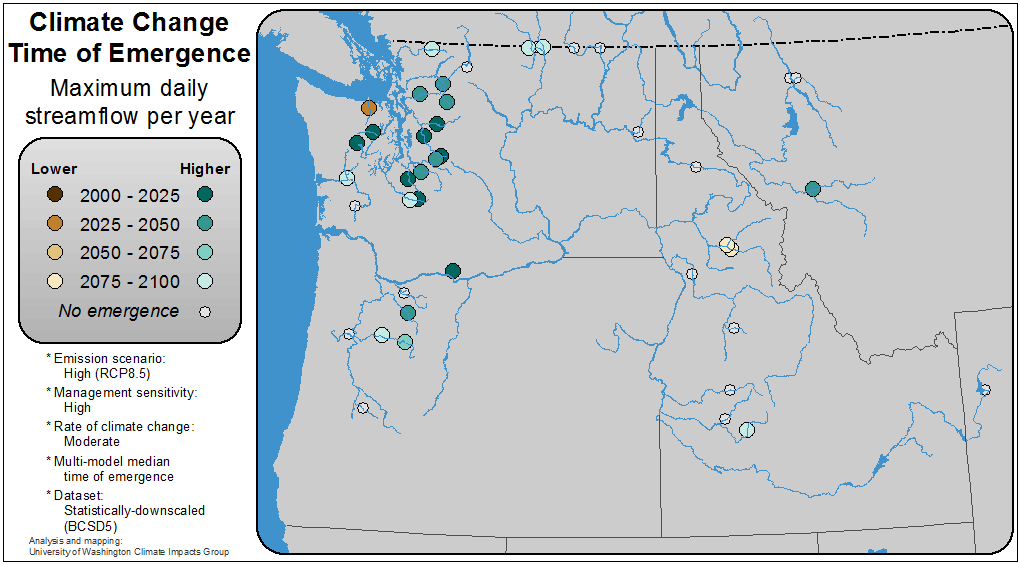 Climate Change
Time of Emergence
Maximum daily
streamflow per year
Lower Higher
2000 - 2025
2025 - 2050
2050 - 2075
2075 - 2100
No emergence
* Emission scenario:
High (RCP8.5)
* Management sensitivity:
High
* Rate of climate change:
Moderate
* Multi-model median
time of emergence
* Dataset:
Statistically-downscaled
(BCSD5)
Analysis and mapping:
University of Washington Climate Impacts Group